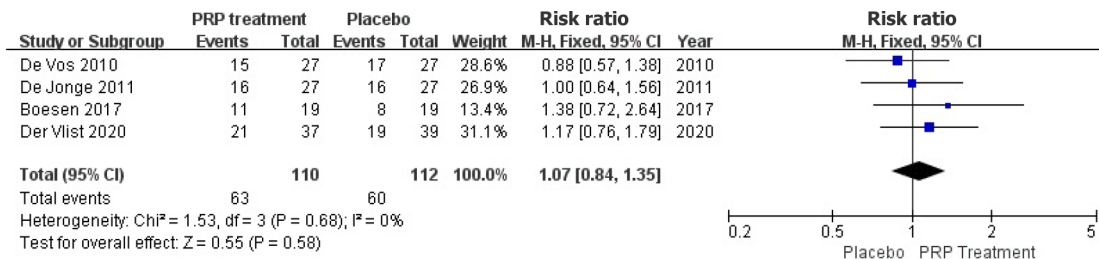 PRP treatment Placebo Risk ratio Risk ratio
Study or Subgroup Events Total Events Total Weight M-H, Fixed, 95% CI Year M-H, Fixed, 95% CI
De Vos 2010 15 27 17 27 28.6% 0.88 [0.57, 1.38] 2010
De Jonge 2011 16 27 16 27 26.9% 1.00 [0.64, 1.56] 2011
Boesen 2017 11 19 8 19 13.4% 1.38 [0.72, 2.64] 2017
Der Vlist 2020 21 37 19 39 31.1% 1.17 [0.76, 1.79] 2020
Total (95% CI) 110 112 100.0% 1.07 [0.84, 1.35]
Total events 63 60
Heterogeneity: Chi² = 1.53, df = 3 (P = 0.68); I² = 0%
Test for overall effect: Z = 0.55 (P = 0.58)
0.2 0.5 1 2 5
Placebo PRP Treatment